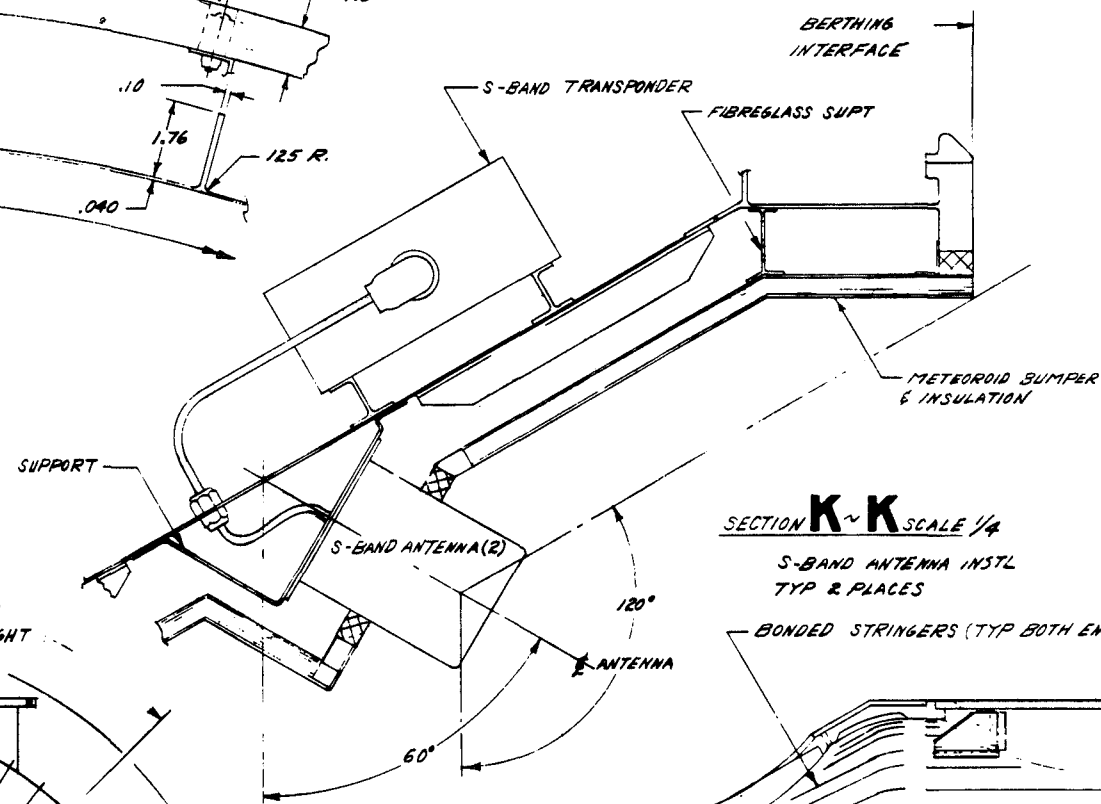 BERTHING
INTERFACE
S-BAND TRANSPONDER
FIBREGLASS SUPT
.10
1.76
125 R.
.040
METEOROID BUMPER
& INSULATION
SUPPORT
S-BAND ANTENNA (2)
SECTION K~K SCALE 1/4
S-BAND ANTENNA INSTL
TYP 2 PLACES
120°
BONDED STRINGERS (TYP BOTH EN
GHT
℄ ANTENNA
60°